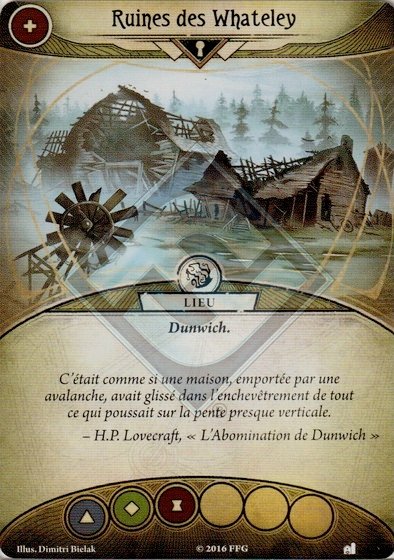 Ruines des Whateley
LIEU
Dunwich.
C'était comme si une maison, emportée par une
avalanche, avait glissé dans l'enchevêtrement de tout
ce qui poussait sur la pente presque verticale.
– H.P. Lovecraft, « L'Abomination de Dunwich »
Illus. Dimitri Bielak
© 2016 FFG